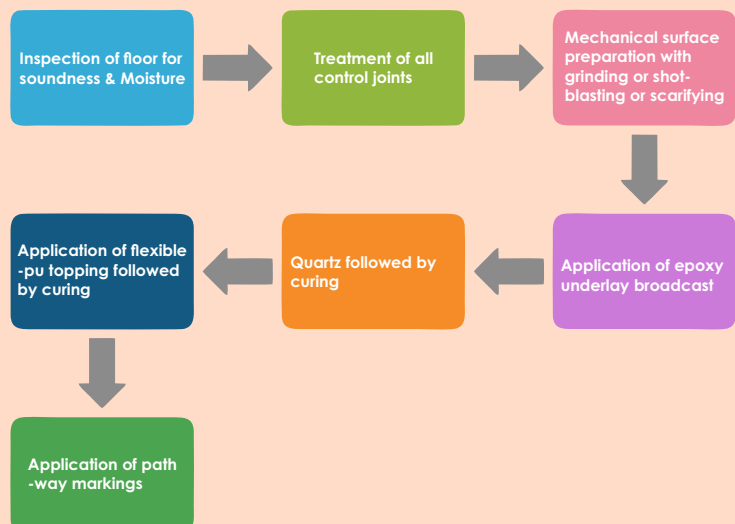 Inspection of floor for
soundness & Moisture
Treatment of all
control joints
Mechanical surface
preparation with
grinding or shot-
blasting or scarifying
Application of epoxy
underlay broadcast
Quartz followed by
curing
Application of flexible
-pu topping followed
by curing
Application of path
-way markings